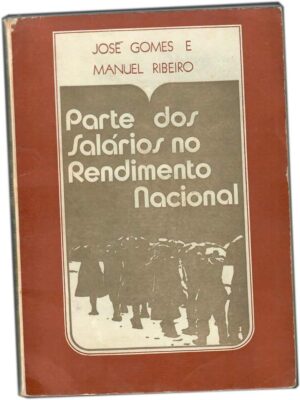 JOSÉ GOMES E
MANUEL RIBEIRO
Parte dos
Salários no
Rendimento
Nacional